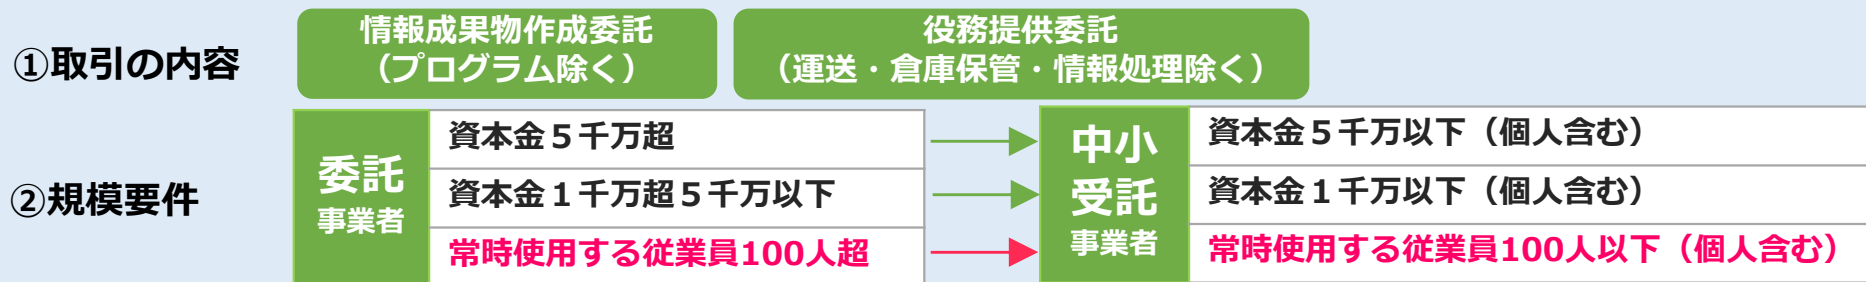 ①取引の内容
情報成果物作成委託
（プログラム除く）
役務提供委託
（運送・倉庫保管・情報処理除く）
②規模要件
委託
事業者
資本金５千万超
資本金１千万超５千万以下
常時使用する従業員100人超
中小
受託
事業者
資本金５千万以下（個人含む）
資本金１千万以下（個人含む）
常時使用する従業員100人以下（個人含む）